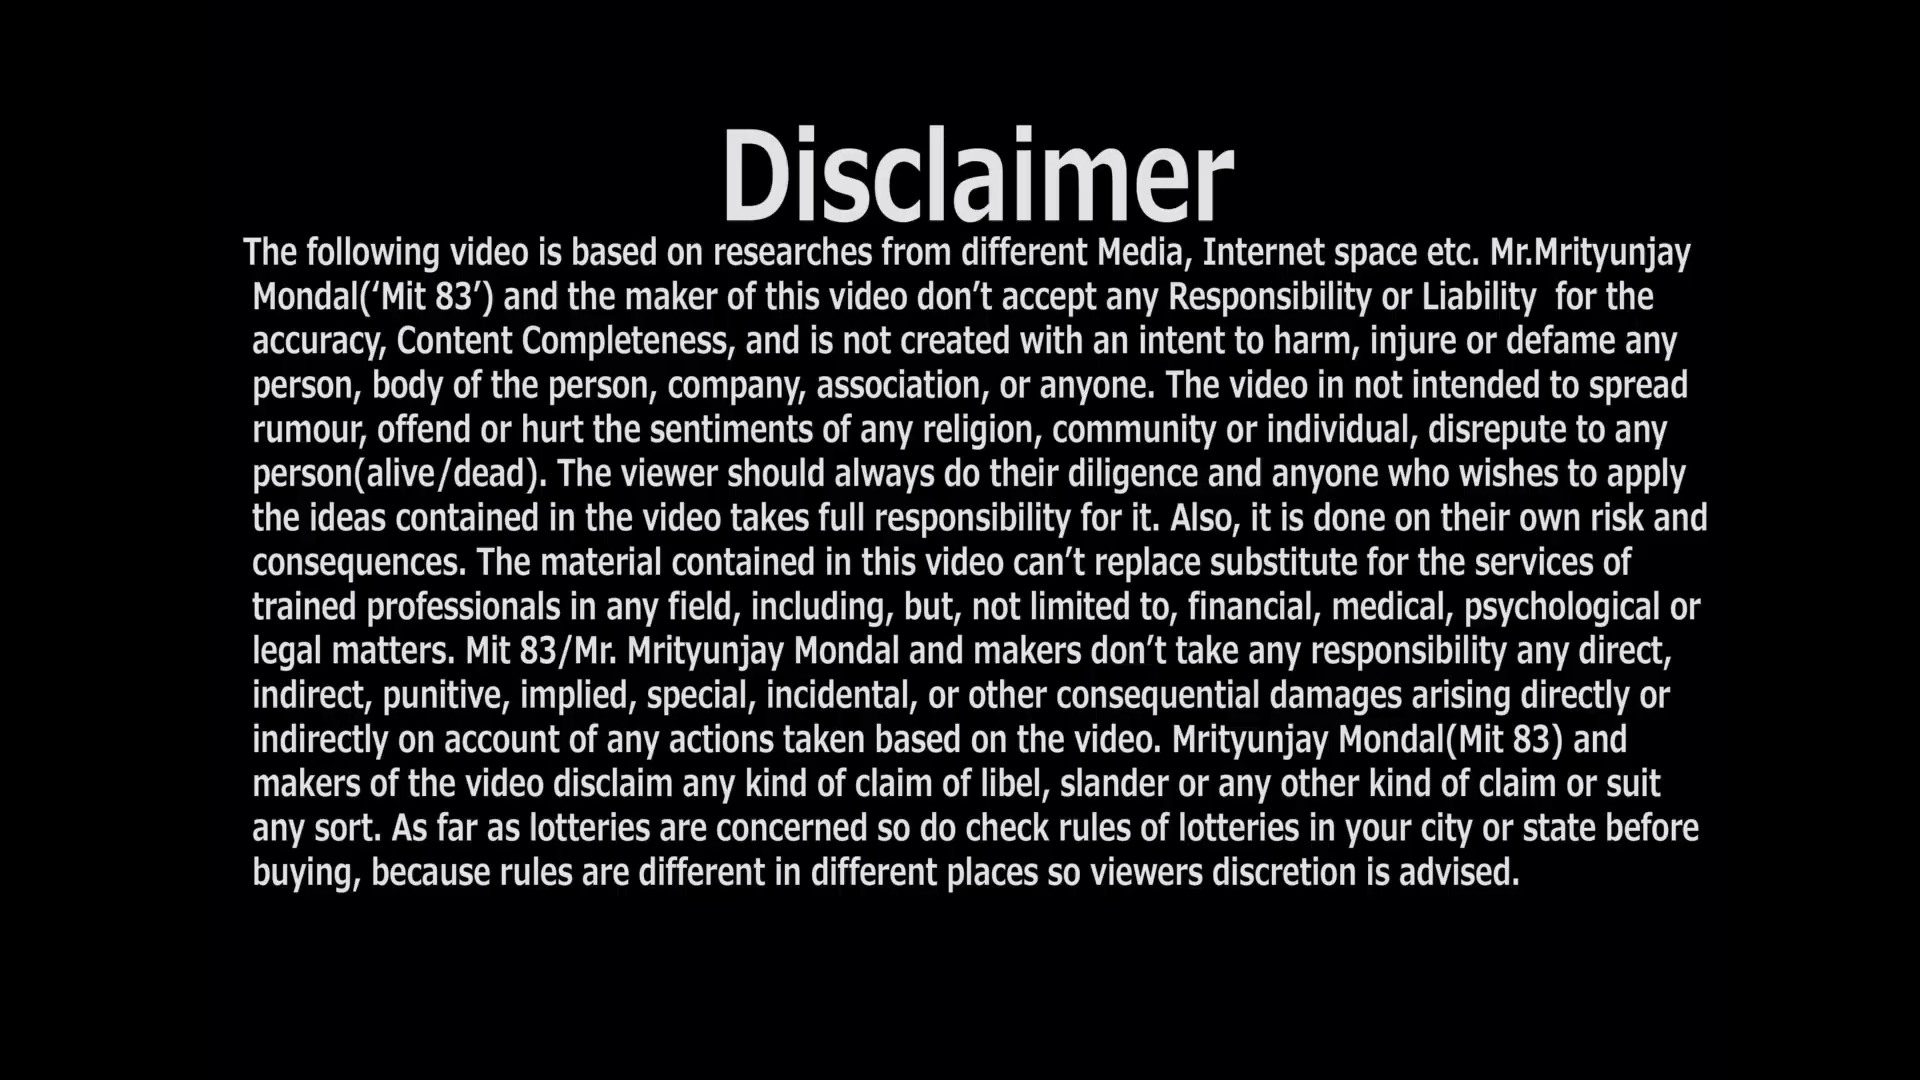 Disclaimer
The following video is based on researches from different Media, Internet space etc. Mr.Mrityunjay
Mondal(‘Mit 83’) and the maker of this video don’t accept any Responsibility or Liability  for the
accuracy, Content Completeness, and is not created with an intent to harm, injure or defame any
person, body of the person, company, association, or anyone. The video in not intended to spread
rumour, offend or hurt the sentiments of any religion, community or individual, disrepute to any
person(alive/dead). The viewer should always do their diligence and anyone who wishes to apply
the ideas contained in the video takes full responsibility for it. Also, it is done on their own risk and
consequences. The material contained in this video can’t replace substitute for the services of
trained professionals in any field, including, but, not limited to, financial, medical, psychological or
legal matters. Mit 83/Mr. Mrityunjay Mondal and makers don’t take any responsibility any direct,
indirect, punitive, implied, special, incidental, or other consequential damages arising directly or
indirectly on account of any actions taken based on the video. Mrityunjay Mondal(Mit 83) and
makers of the video disclaim any kind of claim of libel, slander or any other kind of claim or suit
any sort. As far as lotteries are concerned so do check rules of lotteries in your city or state before
buying, because rules are different in different places so viewers discretion is advised.